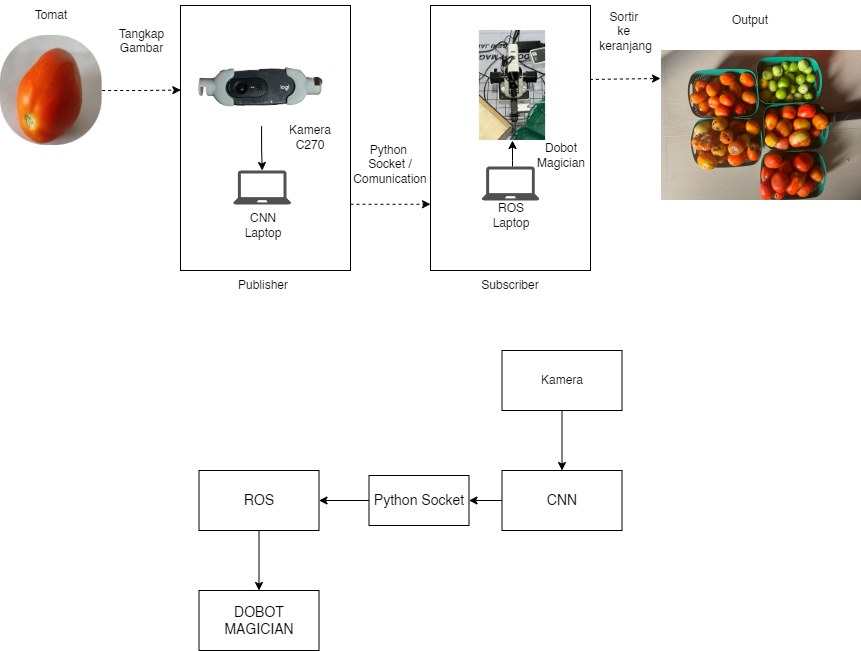 Tomat
Tangkap
Gambar
logi
Kamera
C270
CNN
Laptop
Publisher
Python
Socket /
Comunication
Dobot
Magician
ROS
Laptop
Subscriber
Sortir
ke
keranjang
Output
Kamera
ROS
Python Socket
CNN
DOBOT
MAGICIAN